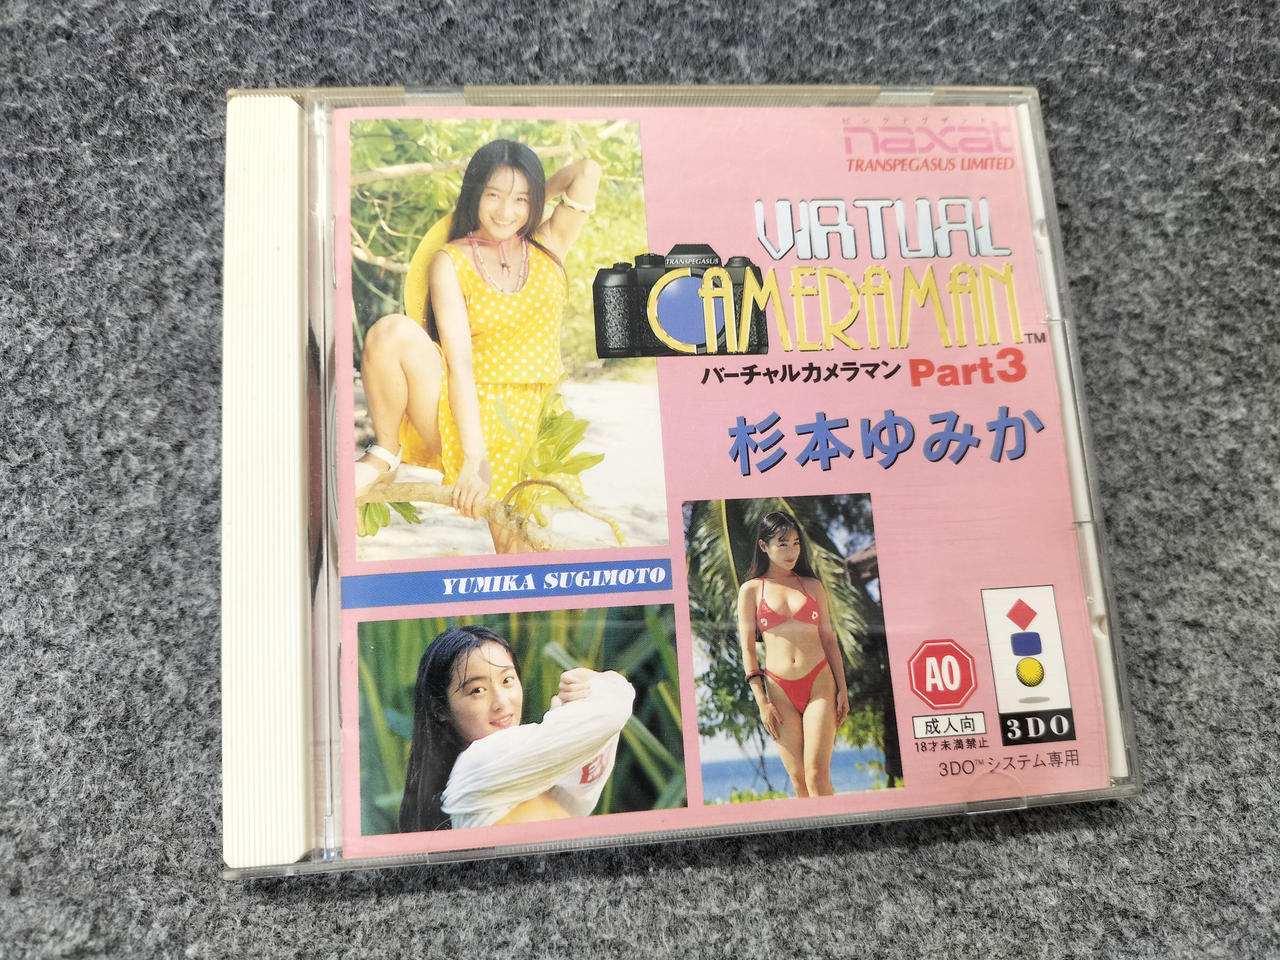 ピンクナグザット
naxat
TRANSPEGASUS LIMITED
VIRTUAL
TRANSPEGASUS
CAMERAMAN™
バーチャルカメラマン Part3
杉本ゆみか
YUMIKA SUGIMOTO
AO
成人向
18才未満禁止
3DO
3DO™システム専用